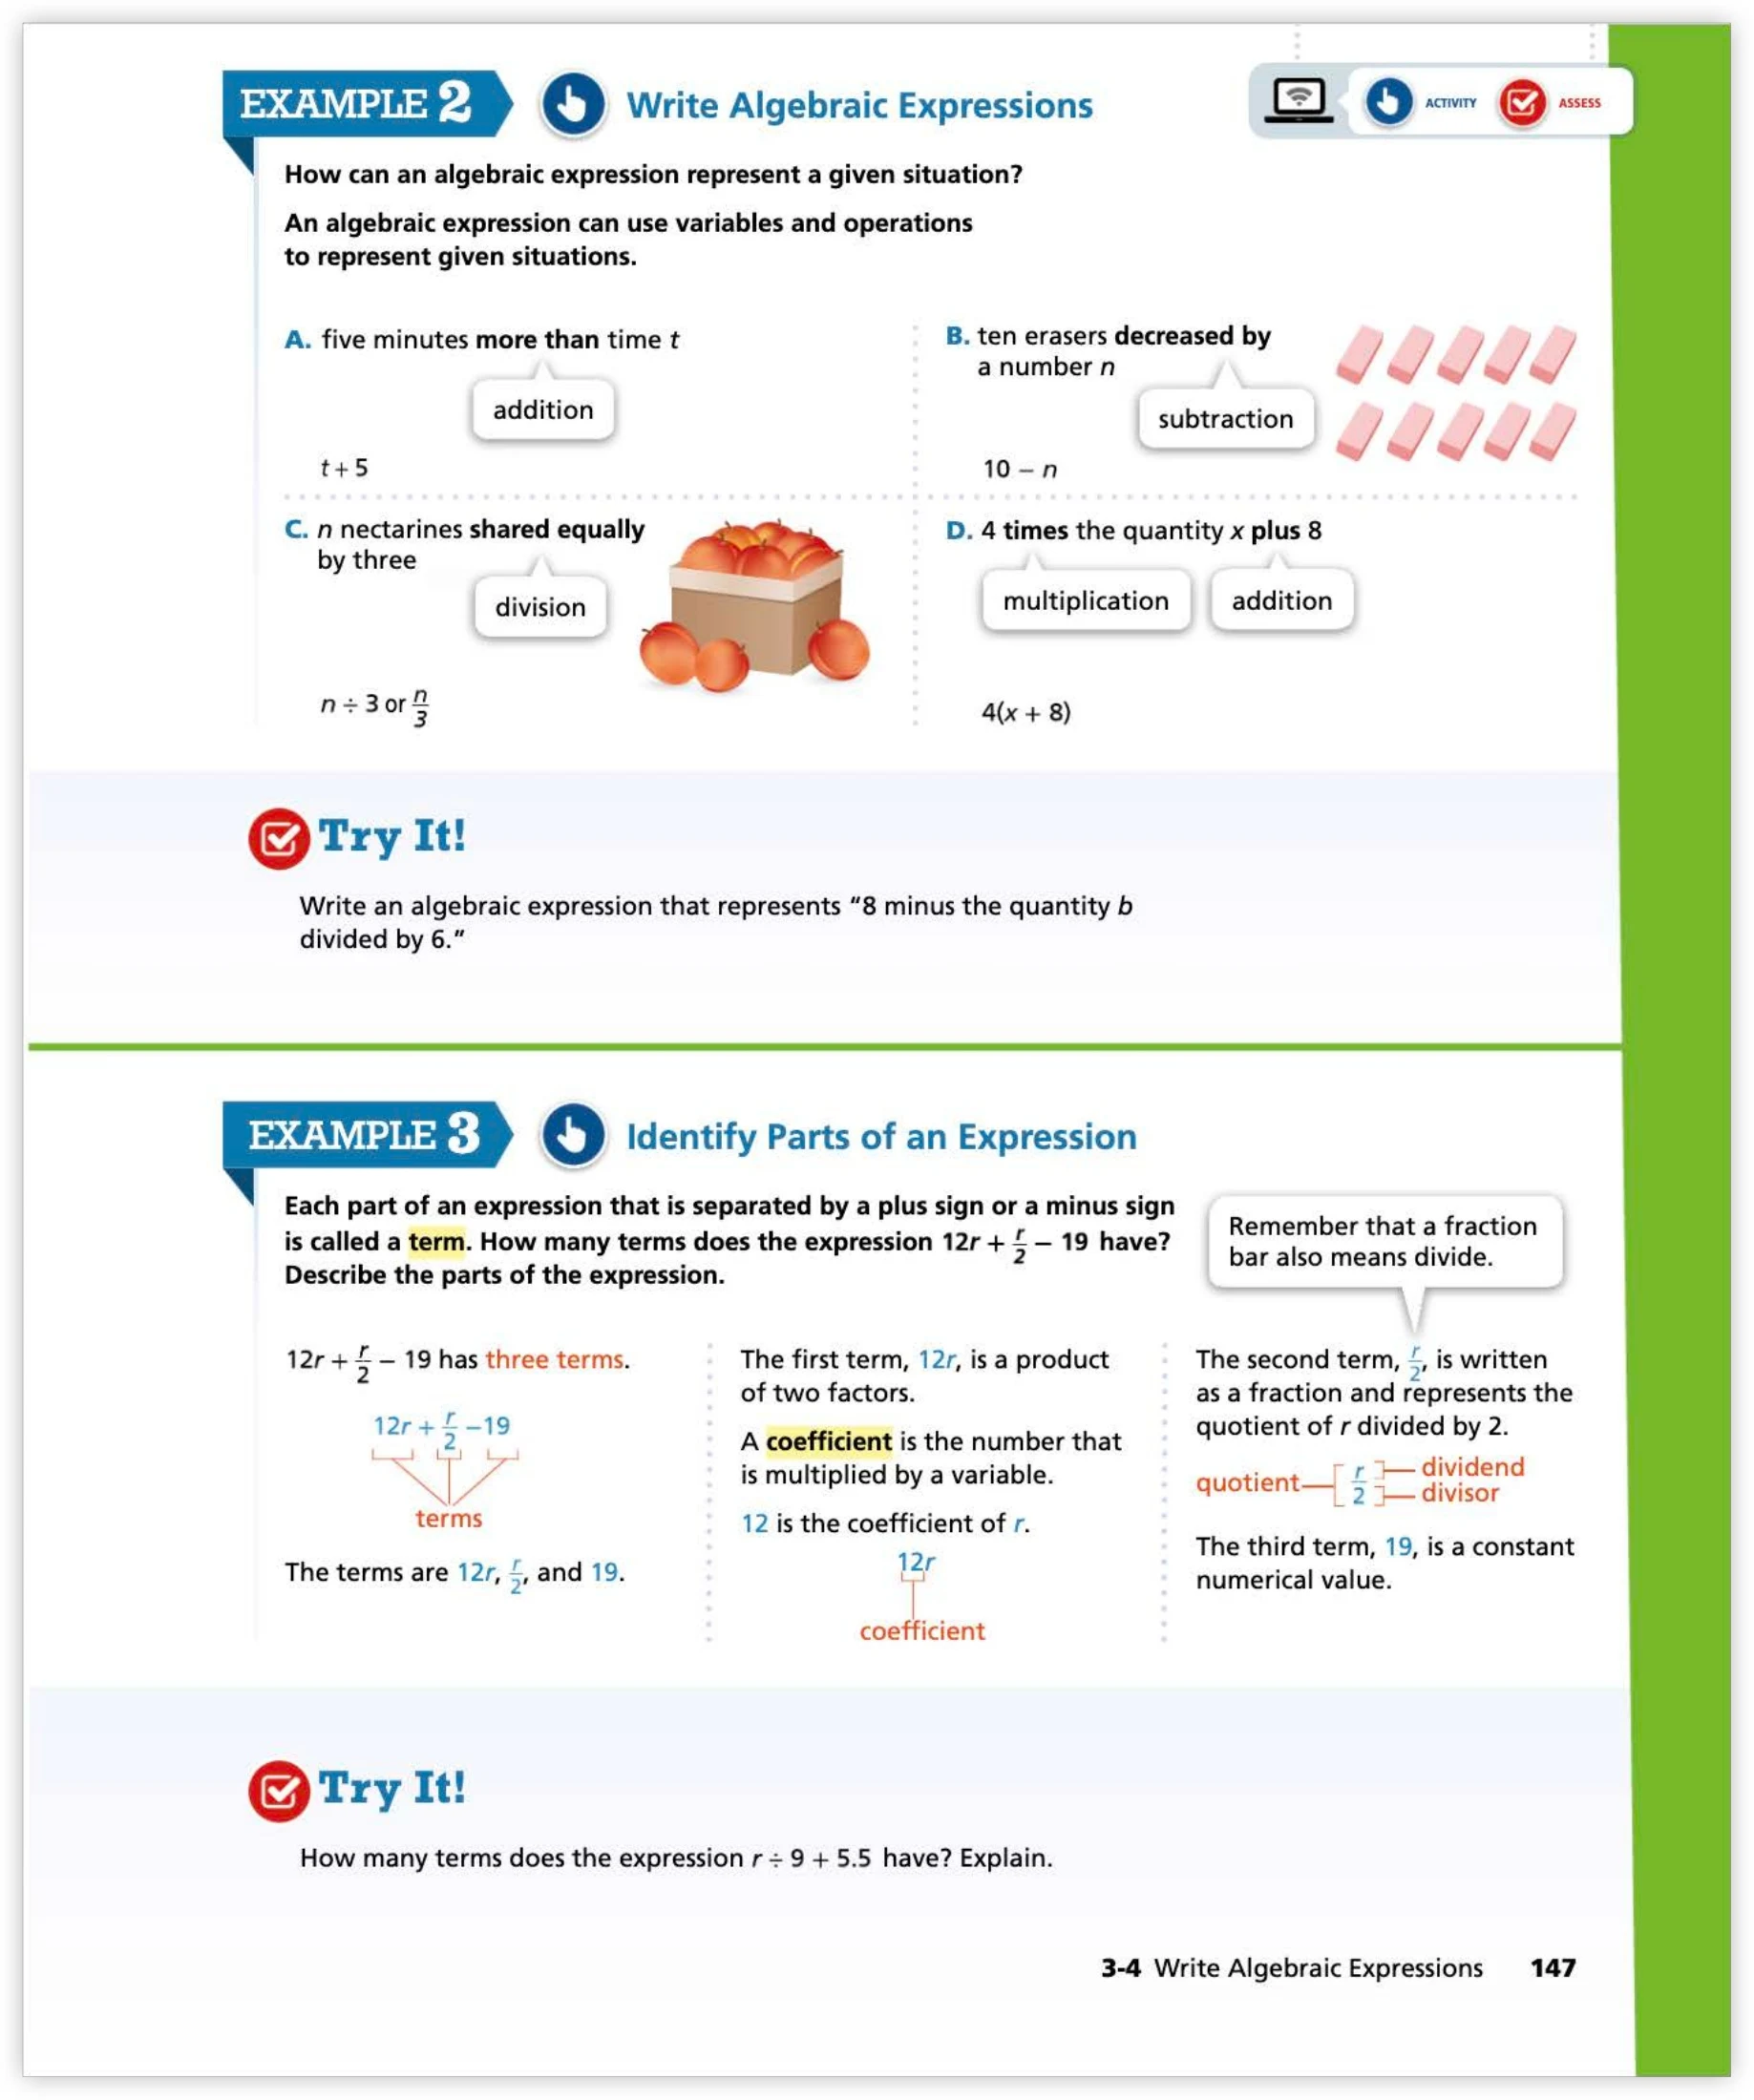 EXAMPLE 2 Write Algebraic Expressions
ACTIVITY ASSESS
How can an algebraic expression represent a given situation?
An algebraic expression can use variables and operations
to represent given situations.
A. five minutes more than time t
addition
t + 5
B. ten erasers decreased by
a number n
subtraction
10 – n
C. n nectarines shared equally
by three
division
n ÷ 3 or n/3
D. 4 times the quantity x plus 8
multiplication addition
4(x + 8)
Try It!
Write an algebraic expression that represents “8 minus the quantity b
divided by 6.”
EXAMPLE 3 Identify Parts of an Expression
Each part of an expression that is separated by a plus sign or a minus sign
is called a term. How many terms does the expression 12r + r/2 – 19 have?
Describe the parts of the expression.
Remember that a fraction
bar also means divide.
12r + r/2 – 19 has three terms.
12r + r/2 –19
terms
The terms are 12r, r/2, and 19.
The first term, 12r, is a product
of two factors.
A coefficient is the number that
is multiplied by a variable.
12 is the coefficient of r.
12r
coefficient
The second term, r/2, is written
as a fraction and represents the
quotient of r divided by 2.
quotient r/2 dividend
divisor
The third term, 19, is a constant
numerical value.
Try It!
How many terms does the expression r ÷ 9 + 5.5 have? Explain.
3-4 Write Algebraic Expressions 147